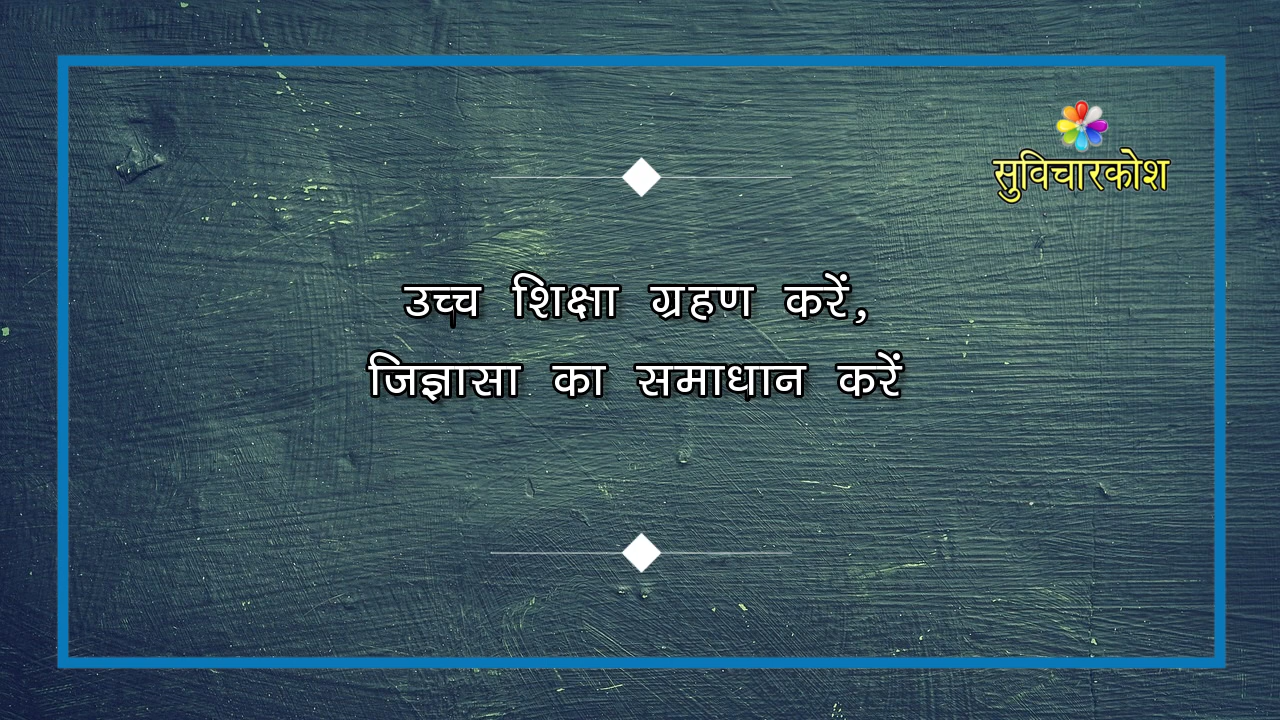 सुविचारकोश
उच्च शिक्षा ग्रहण करें,
जिज्ञासा का समाधान करें